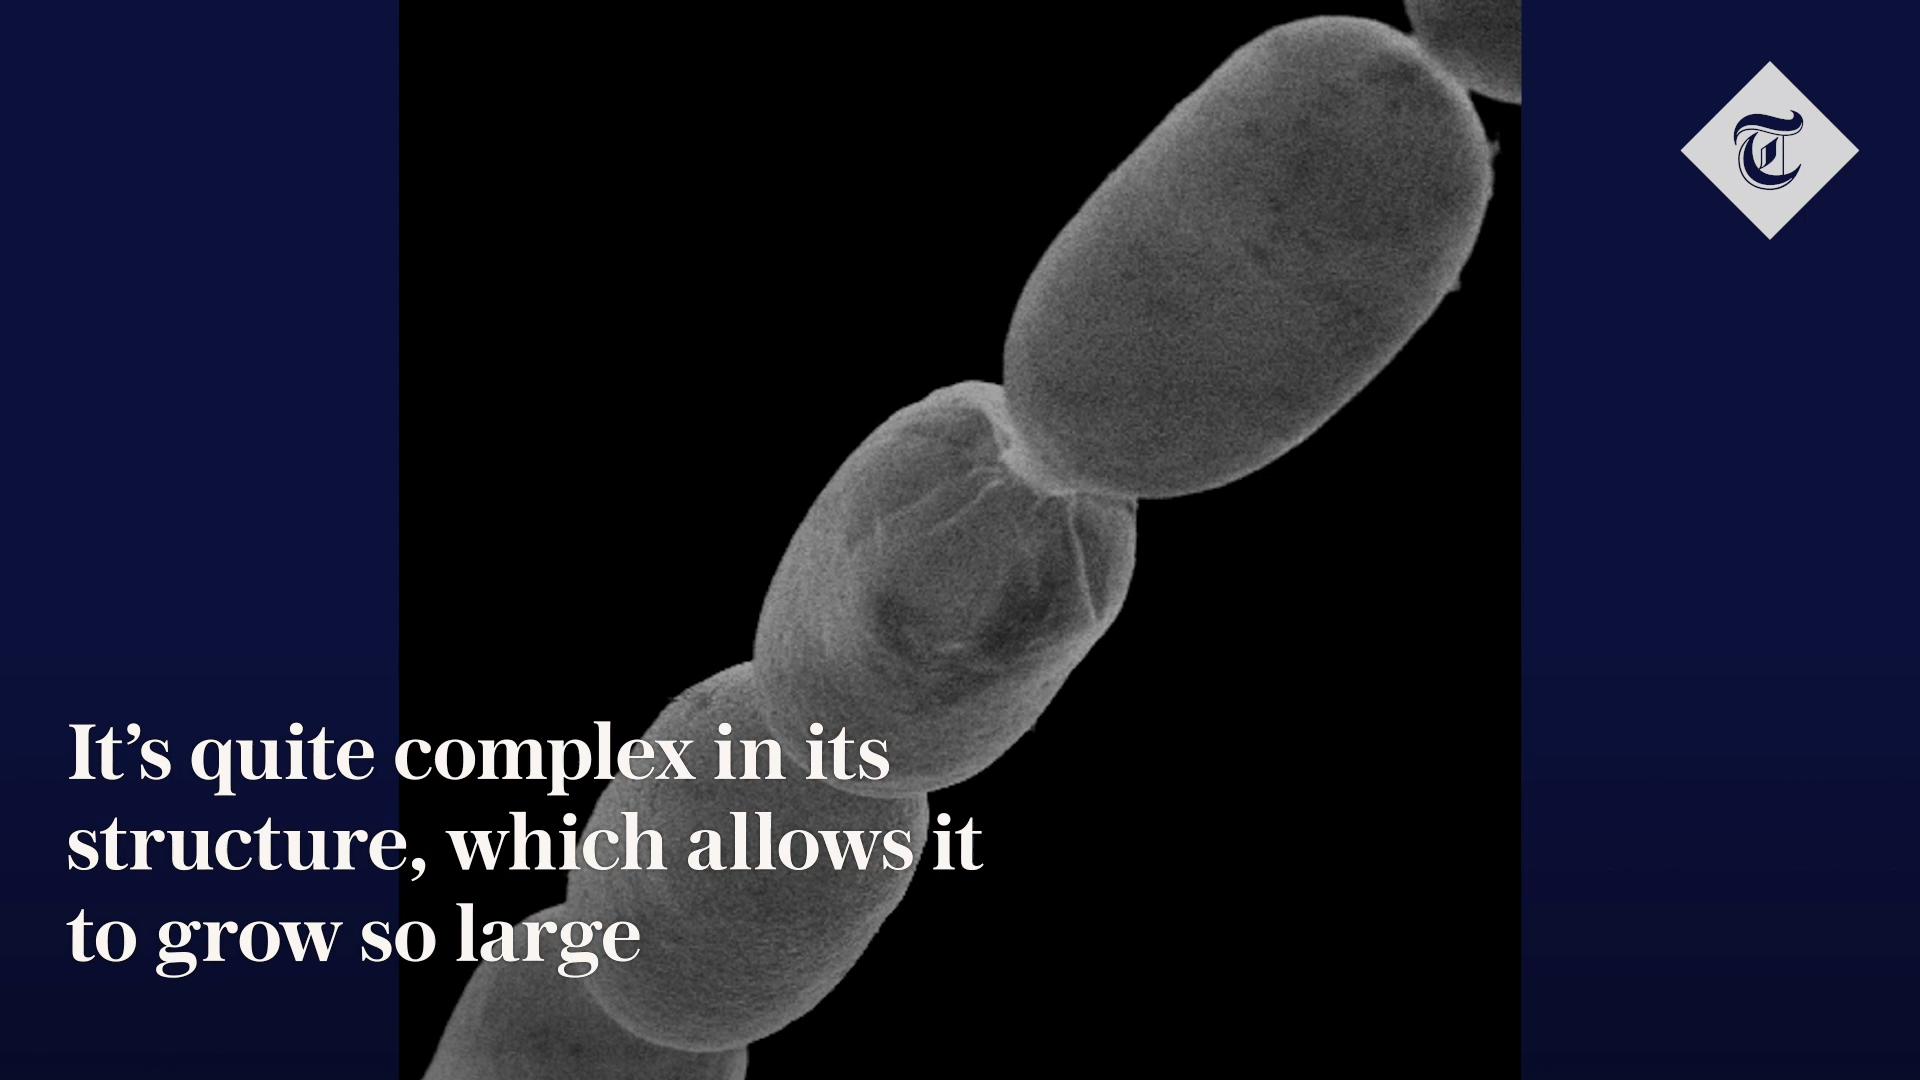 It’s quite complex in its
structure, which allows it
to grow so large
T